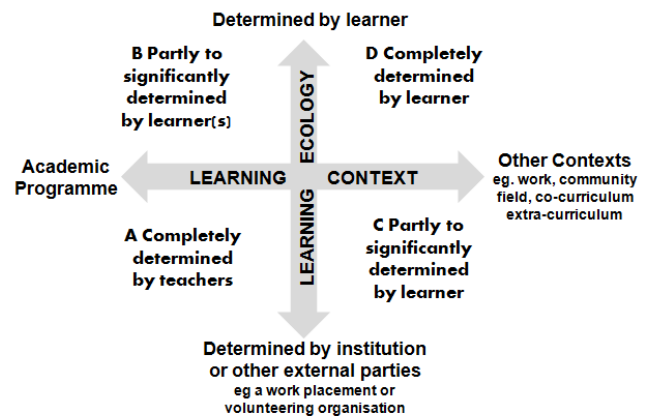 Determined by learner
B Partly to
significantly
determined
by learner(s)
D Completely
determined
by learner
LEARNING ECOLOGY
Academic
Programme
LEARNING CONTEXT
Other Contexts
eg. work, community
field, co-curriculum
extra-curriculum
A Completely
determined
by teachers
C Partly to
significantly
determined
by learner
Determined by institution
or other external parties
eg a work placement or
volunteering organisation